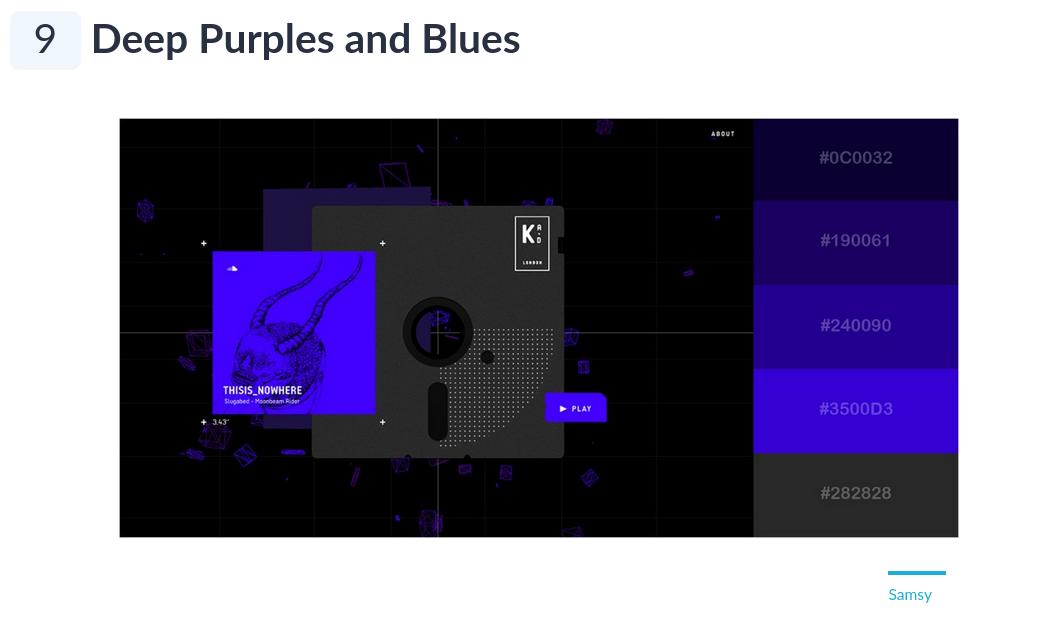 9 Deep Purples and Blues
ABOUT
K A·D
LONDON
THISIS_NOWHERE
Slugabed - Moonbeam Rider
3.43"
PLAY
#0C0032
#190061
#240090
#3500D3
#282828
Samsy